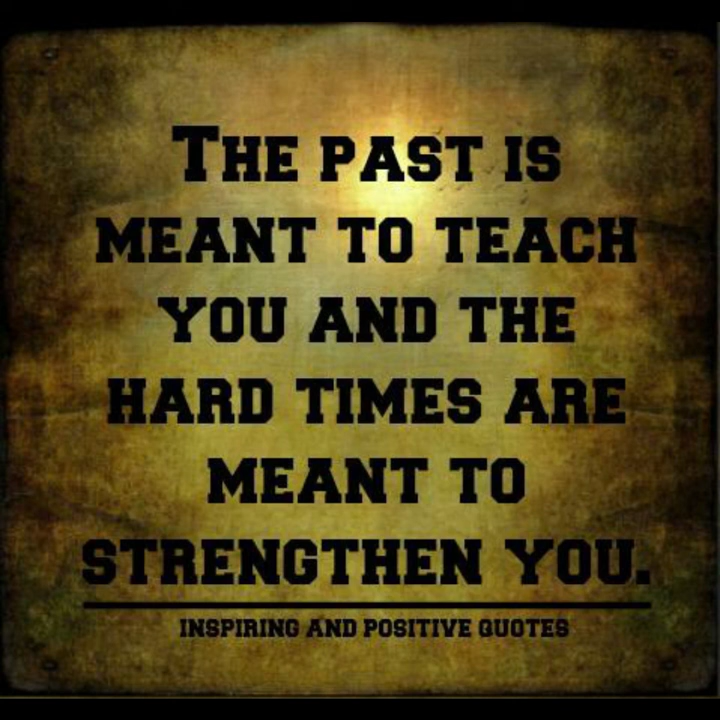 The past is
meant to teach
you and the
hard times are
meant to
strengthen you.
Inspiring and Positive Quotes